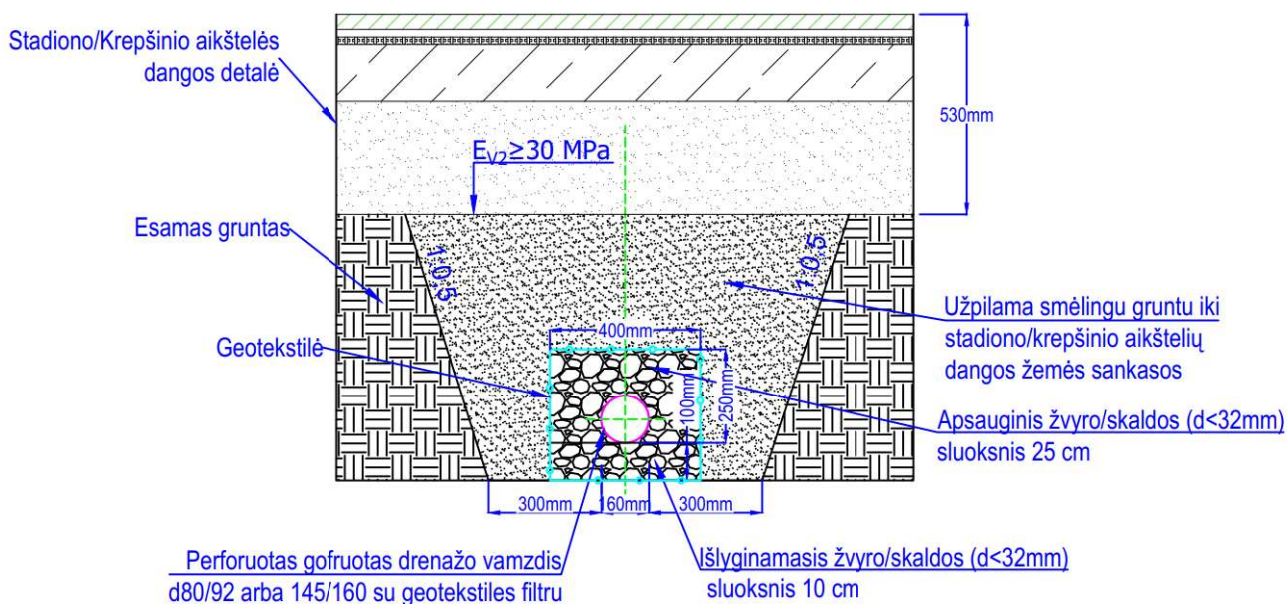 Stadiono/Krepšinio aikštelės
dangos detalė
530mm
EV2≥30 MPa
Esamas gruntas
1:0,5
1:0,5
Užpilama smėlingu gruntu iki
stadiono/krepšinio aikštelių
dangos žemės sankasos
400mm
Geotekstilė
100mm
250mm
Apsauginis žvyro/skaldos (d<32mm)
sluoksnis 25 cm
300mm
160mm
300mm
Perforuotas gofruotas drenažo vamzdis
d80/92 arba 145/160 su geotekstiles filtru
Išlyginamasis žvyro/skaldos (d<32mm)
sluoksnis 10 cm